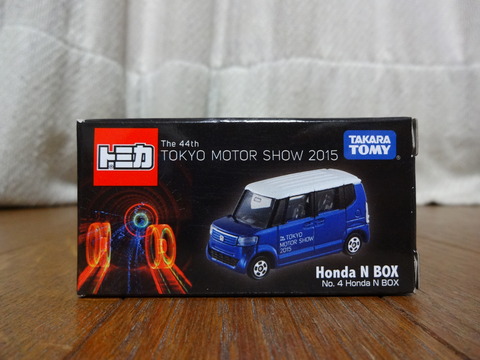 トミカ
The 44th
TOKYO MOTOR SHOW 2015
TAKARA
TOMY
TOKYO
MOTOR SHOW
2015
Honda N BOX
No. 4 Honda N BOX